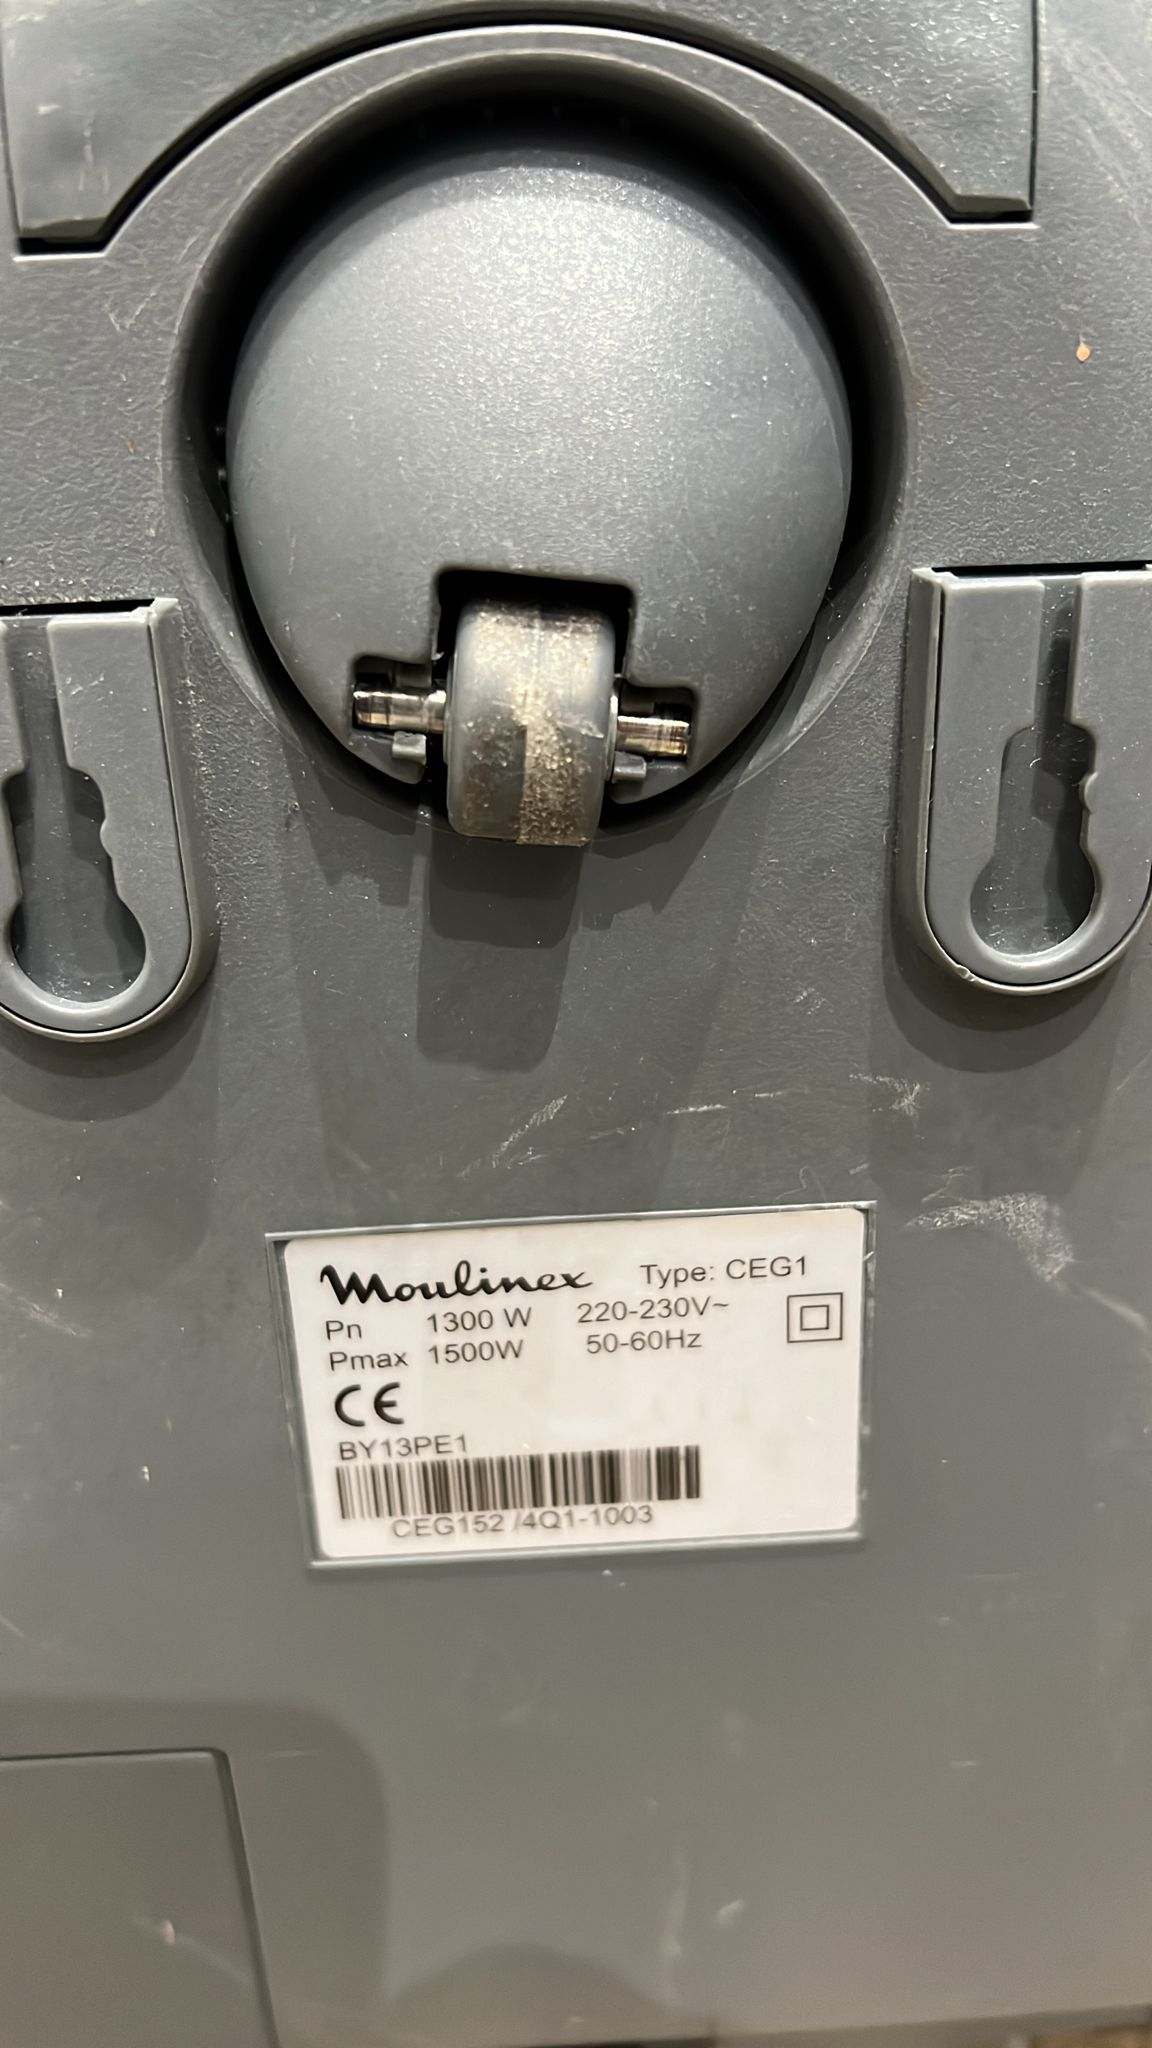 Moulinex Type: CEG1
Pn 1300 W 220-230V~
Pmax 1500W 50-60Hz
CE
BY13PE1
CEG152 /4Q1-1003